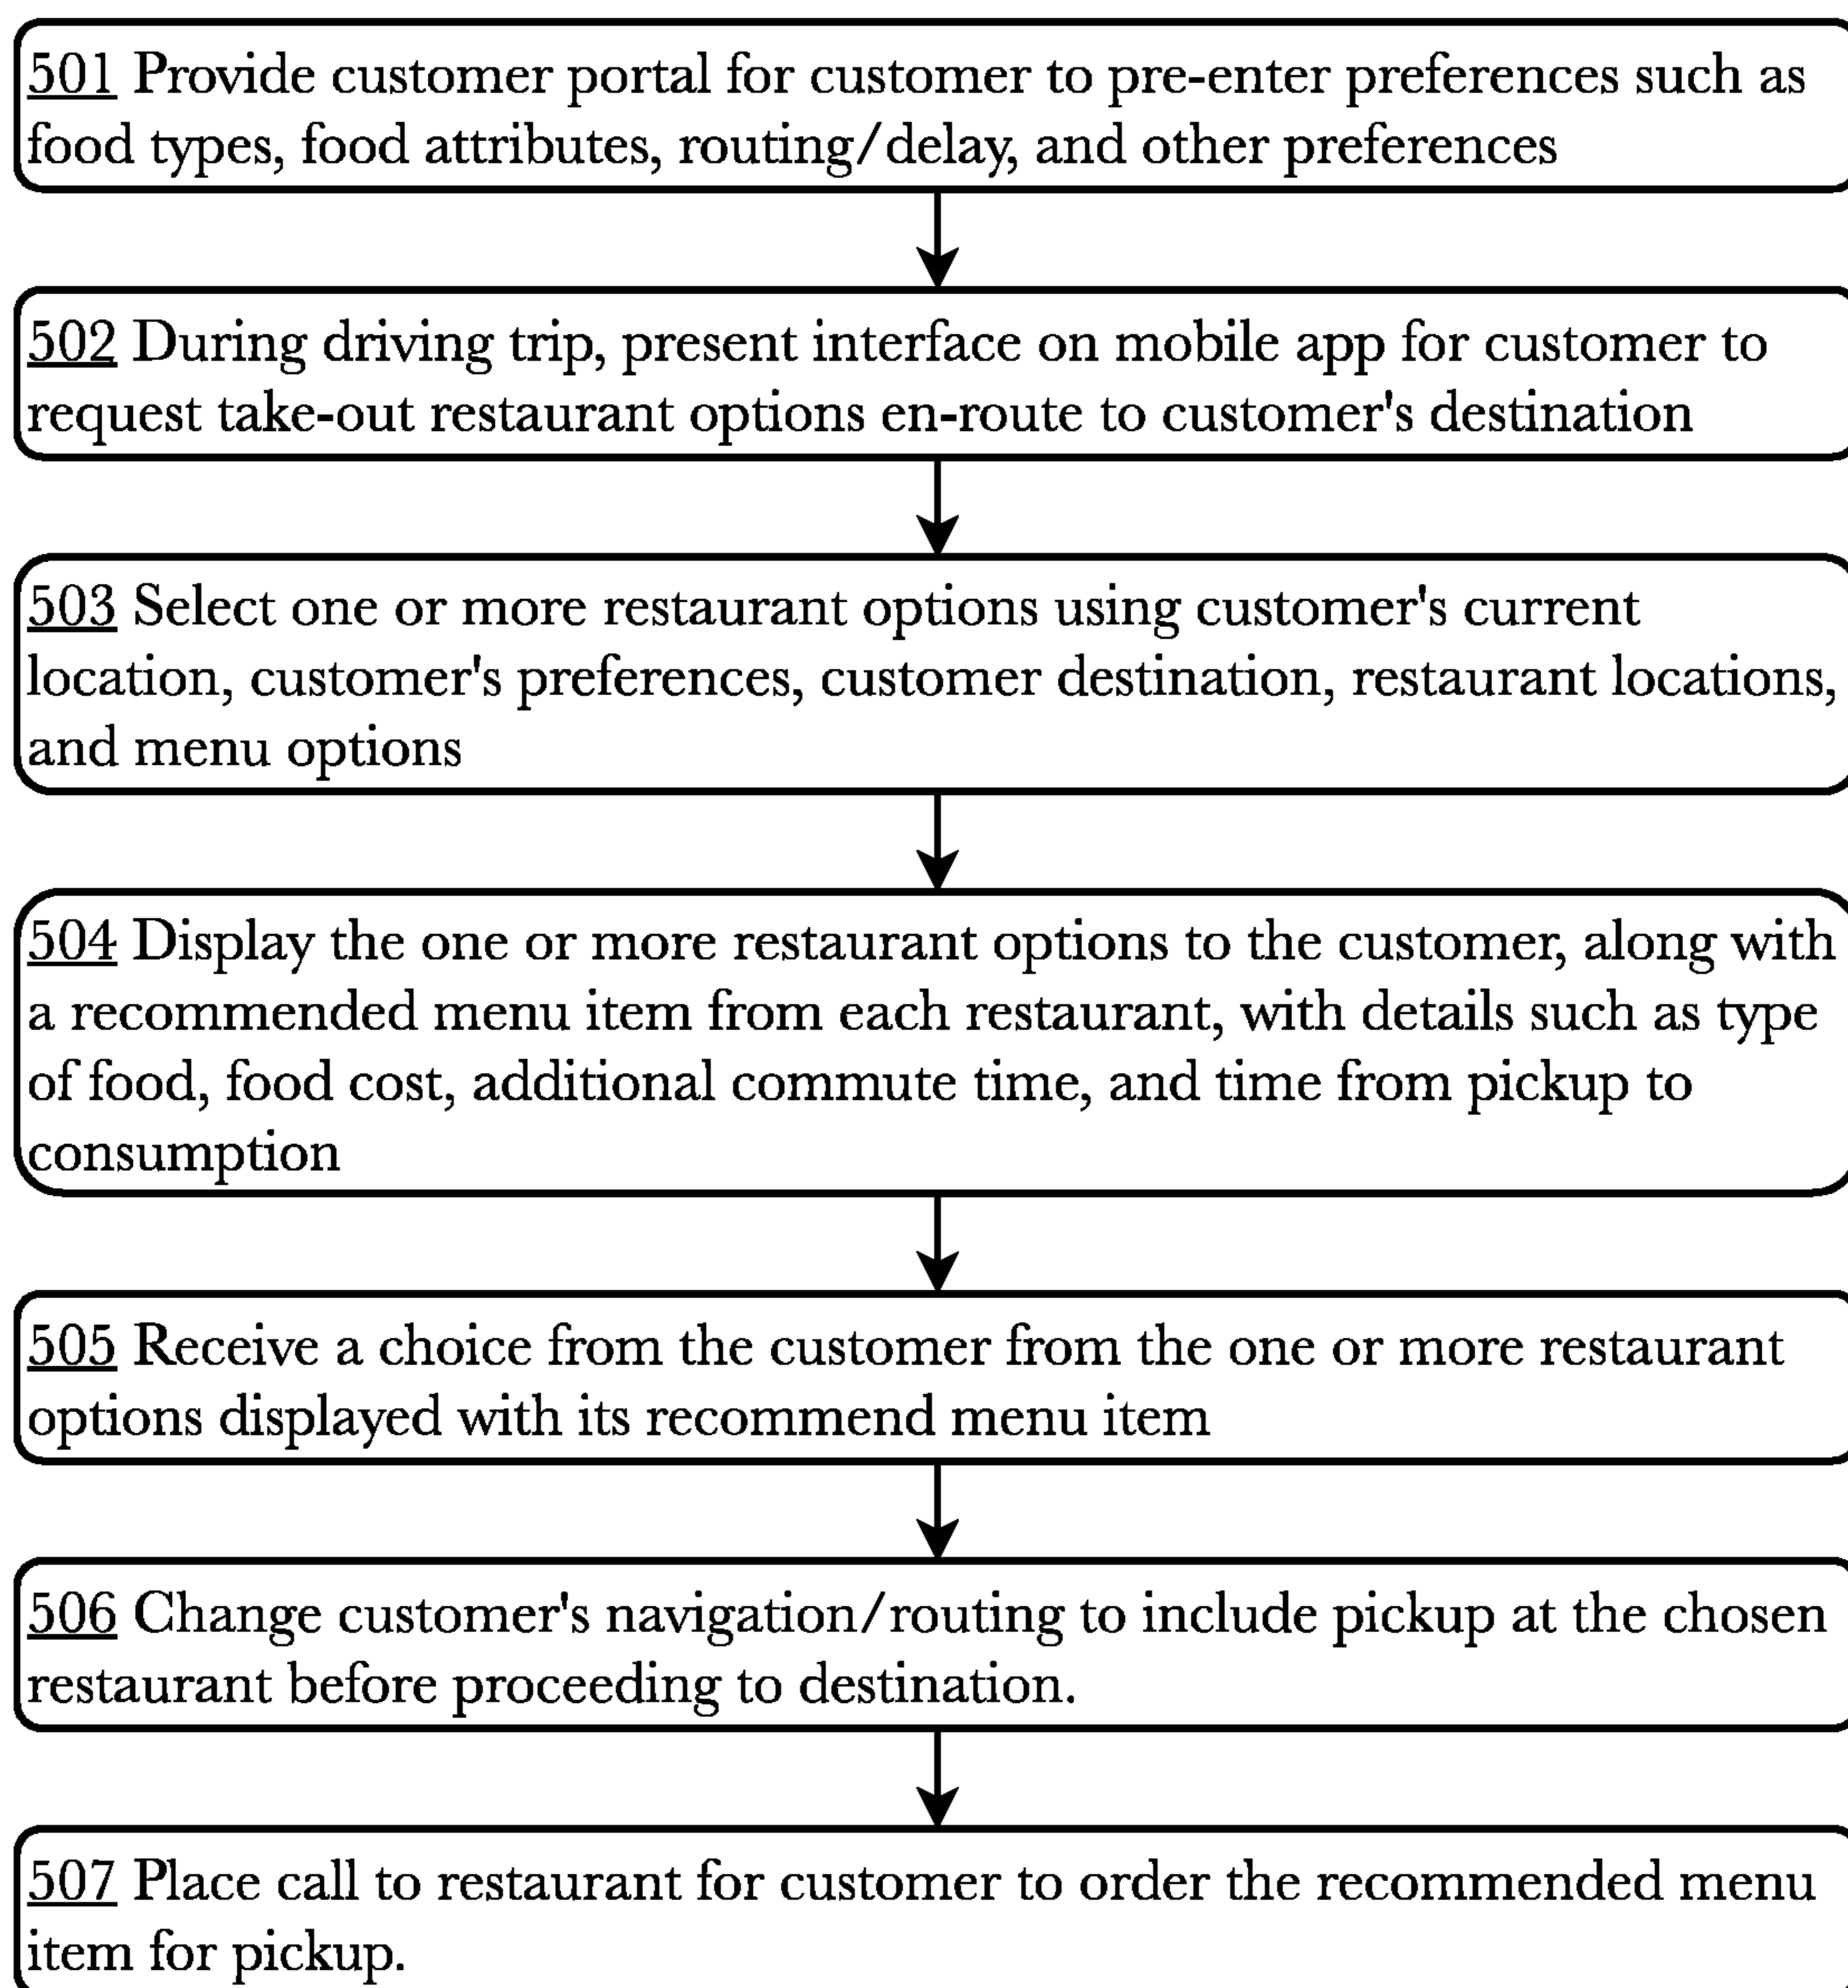 501 Provide customer portal for customer to pre-enter preferences such as
food types, food attributes, routing/delay, and other preferences
502 During driving trip, present interface on mobile app for customer to
request take-out restaurant options en-route to customer's destination
503 Select one or more restaurant options using customer's current
location, customer's preferences, customer destination, restaurant locations,
and menu options
504 Display the one or more restaurant options to the customer, along with
a recommended menu item from each restaurant, with details such as type
of food, food cost, additional commute time, and time from pickup to
consumption
505 Receive a choice from the customer from the one or more restaurant
options displayed with its recommend menu item
506 Change customer's navigation/routing to include pickup at the chosen
restaurant before proceeding to destination.
507 Place call to restaurant for customer to order the recommended menu
item for pickup.